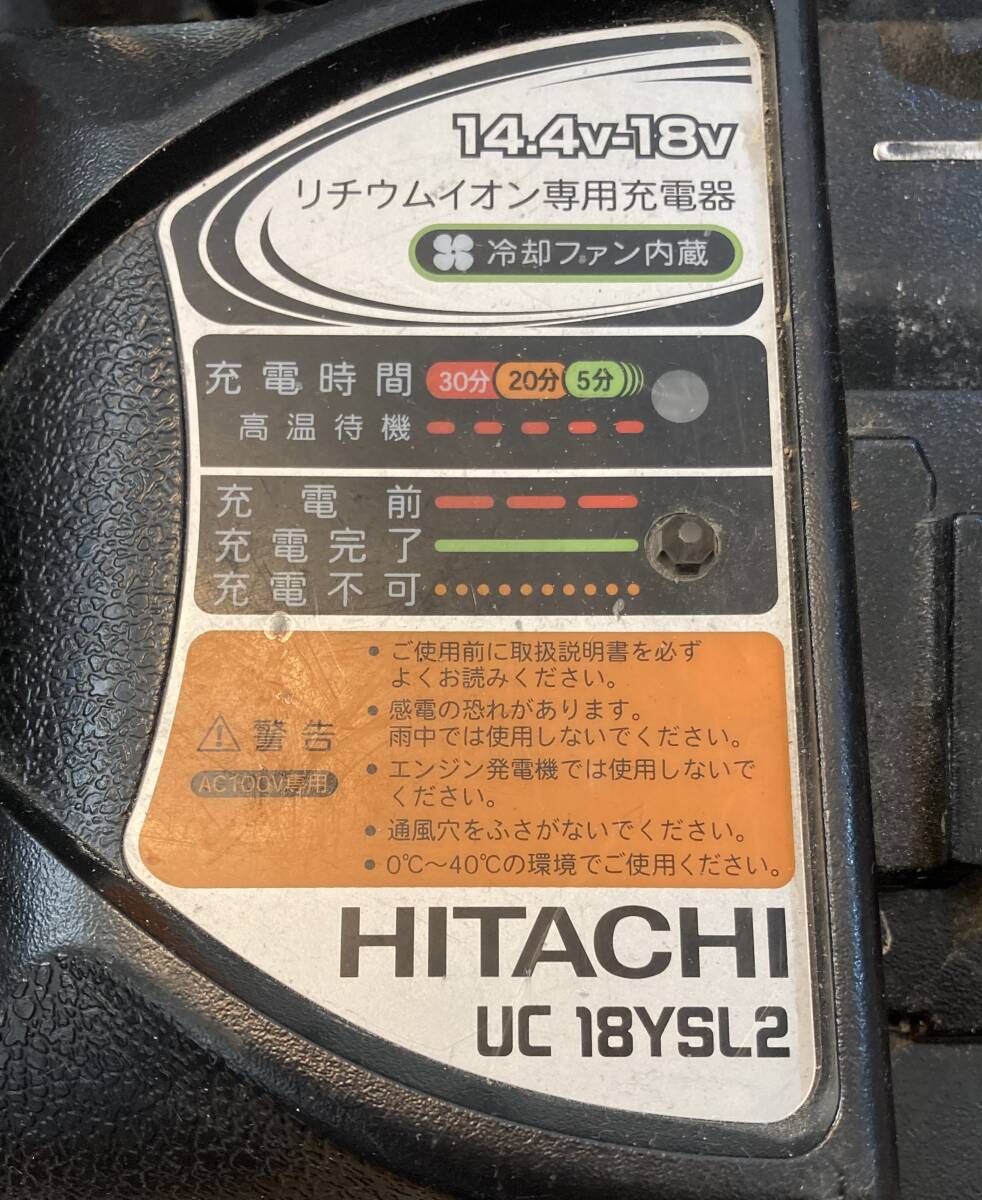 14.4v-18v
リチウムイオン専用充電器
冷却ファン内蔵
充電時間 30分 20分 5分
高温待機
充電前
充電完了
充電不可
• ご使用前に取扱説明書を必ず
よくお読みください。
• 感電の恐れがあります。
雨中では使用しないでください。
⚠ 警告
AC100V専用
• エンジン発電機では使用しないで
ください。
• 通風穴をふさがないでください。
• 0℃～40℃の環境でご使用ください。
HITACHI
UC 18YSL2